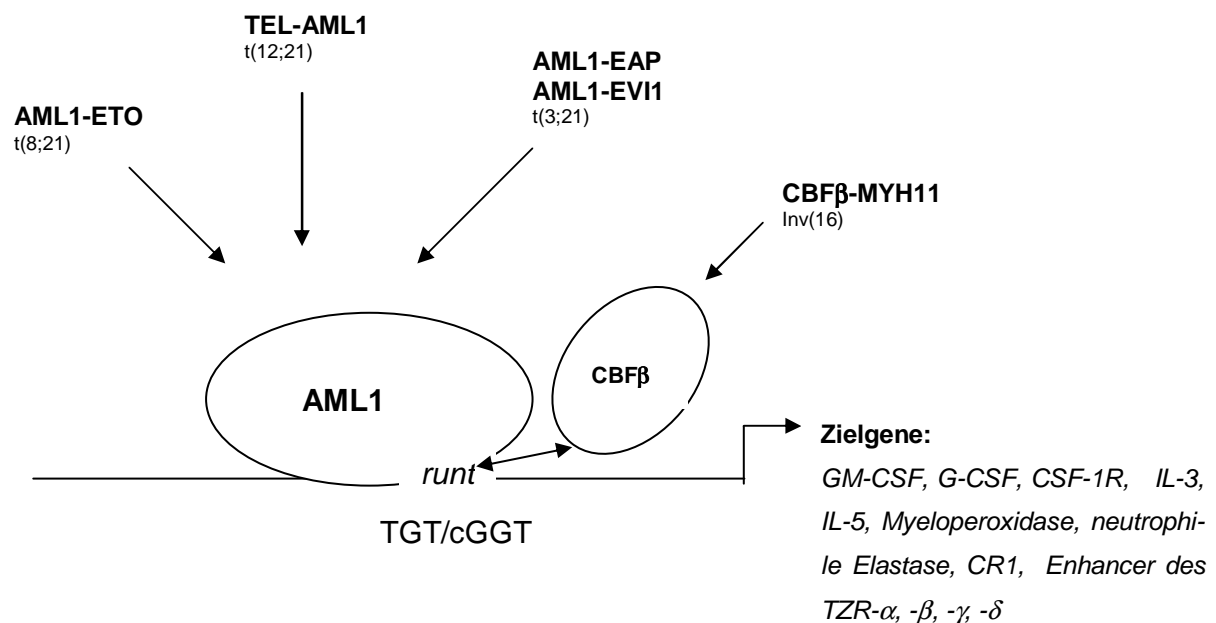 TEL-AML1
t(12;21)
AML1-EAP
AML1-EVI1
t(3;21)
AML1-ETO
t(8;21)
CBFβ-MYH11
Inv(16)
CBFβ
AML1
runt
TGT/cGGT
Zielgene:
GM-CSF, G-CSF, CSF-1R, IL-3,
IL-5, Myeloperoxidase, neutrophi-
le Elastase, CR1, Enhancer des
TZR-α, -β, -γ, -δ